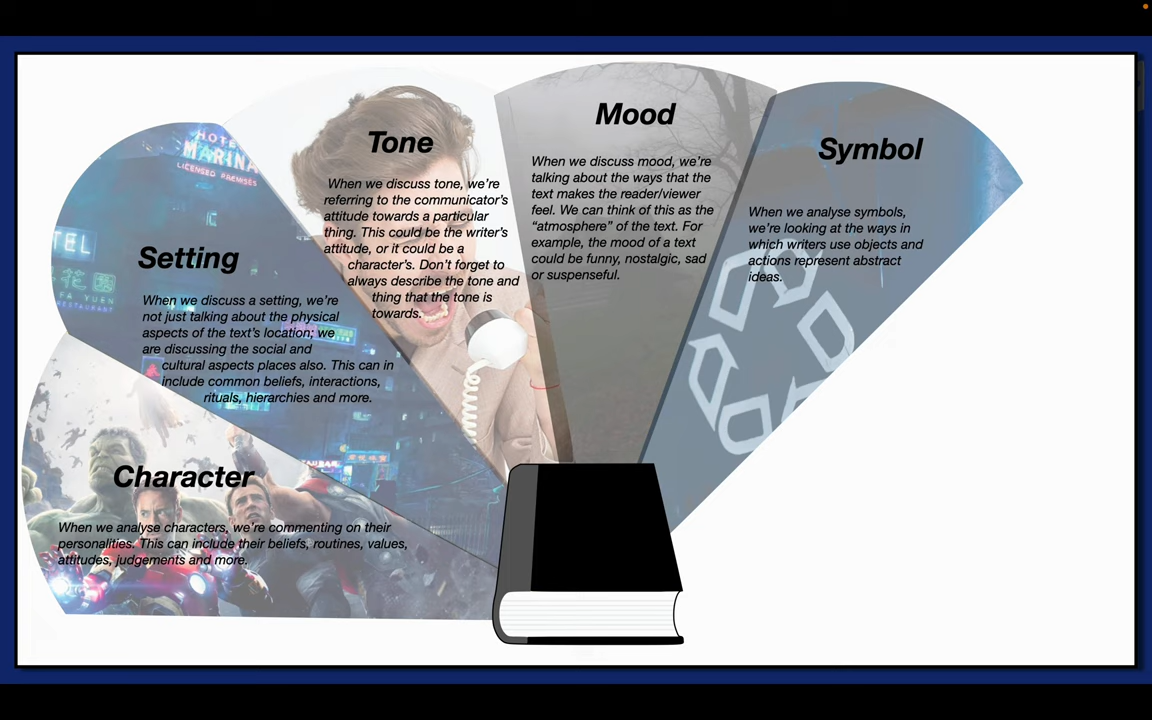 Character
When we analyse characters, we're commenting on their
personalities. This can include their beliefs, routines, values,
attitudes, judgements and more.
Setting
When we discuss a setting, we're
not just talking about the physical
aspects of the text's location; we
are discussing the social and
cultural aspects places also. This can in
include common beliefs, interactions,
rituals, hierarchies and more.
HOTEL
MARINA
LICENSED PREMISES
TEL
花園
FA YUEN
RESTAURANT
Tone
When we discuss tone, we're
referring to the communicator's
attitude towards a particular
thing. This could be the writer's
attitude, or it could be a
character's. Don't forget to
always describe the tone and
thing that the tone is
towards.
Mood
When we discuss mood, we're
talking about the ways that the
text makes the reader/viewer
feel. We can think of this as the
“atmosphere” of the text. For
example, the mood of a text
could be funny, nostalgic, sad
or suspenseful.
Symbol
When we analyse symbols,
we're looking at the ways in
which writers use objects and
actions represent abstract
ideas.